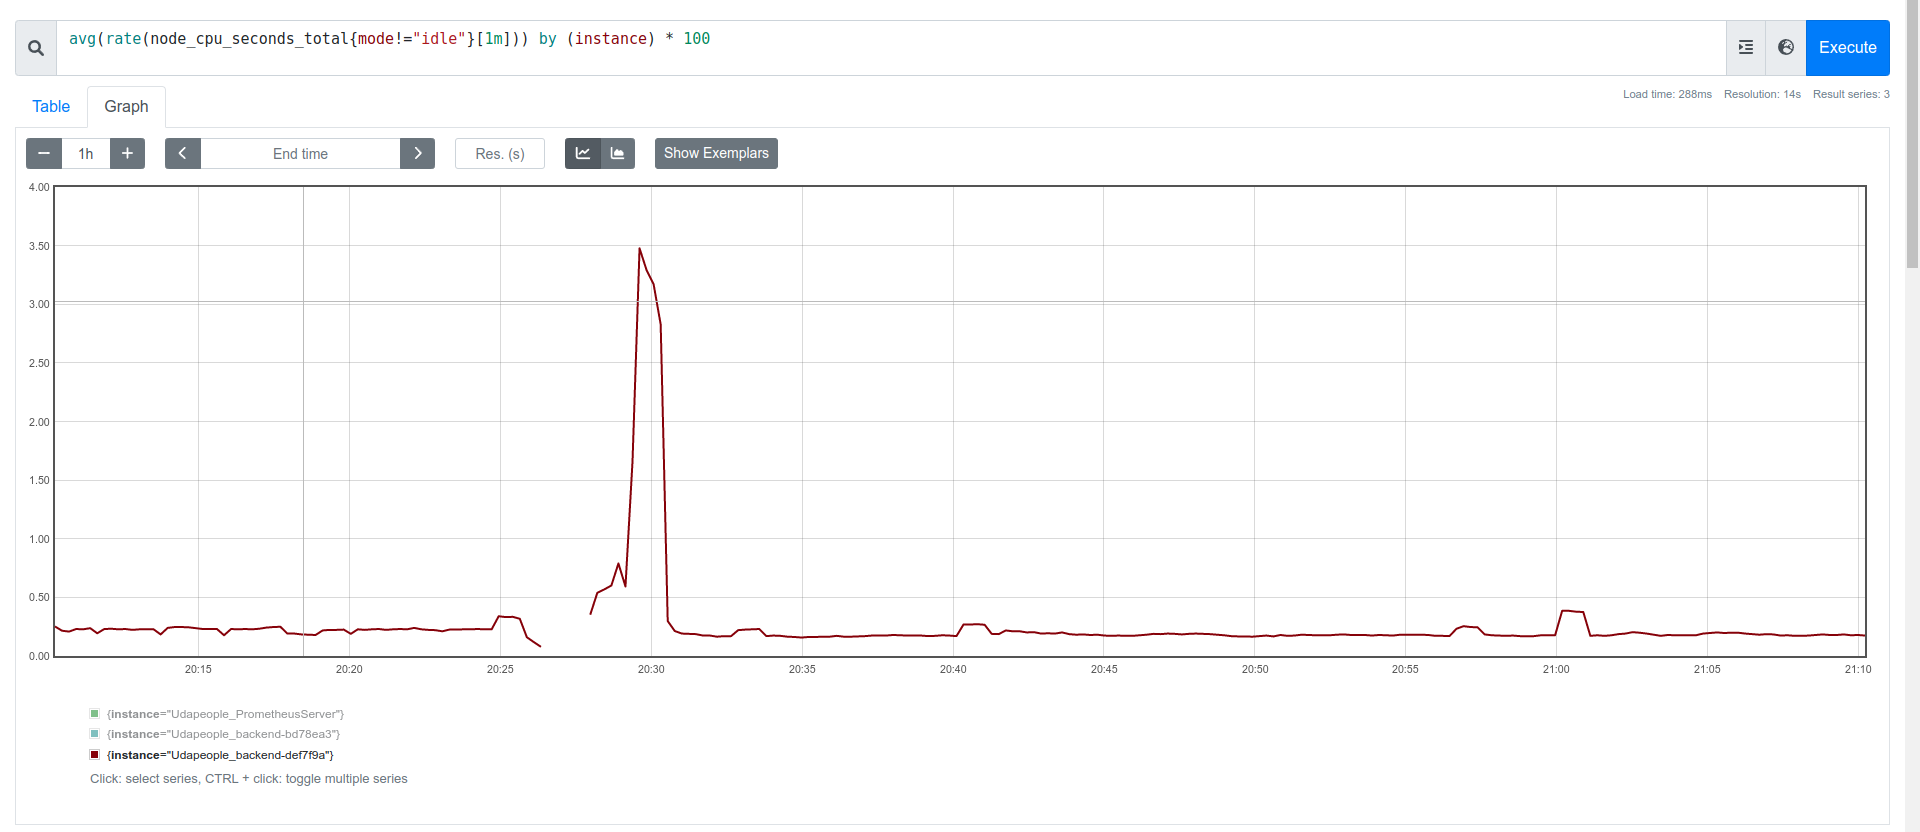 avg(rate(node_cpu_seconds_total{mode!="idle"}[1m])) by (instance) * 100
Execute
Table
Graph
Load time: 288ms Resolution: 14s Result series: 3
− 1h + End time Res. (s) Show Exemplars
4.00
3.50
3.00
2.50
2.00
1.50
1.00
0.50
0.00
20:15 20:20 20:25 20:30 20:35 20:40 20:45 20:50 20:55 21:00 21:05 21:10
{instance="Udapeople_PrometheusServer"}
{instance="Udapeople_backend-bd78ea3"}
{instance="Udapeople_backend-def7f9a"}
Click: select series, CTRL + click: toggle multiple series